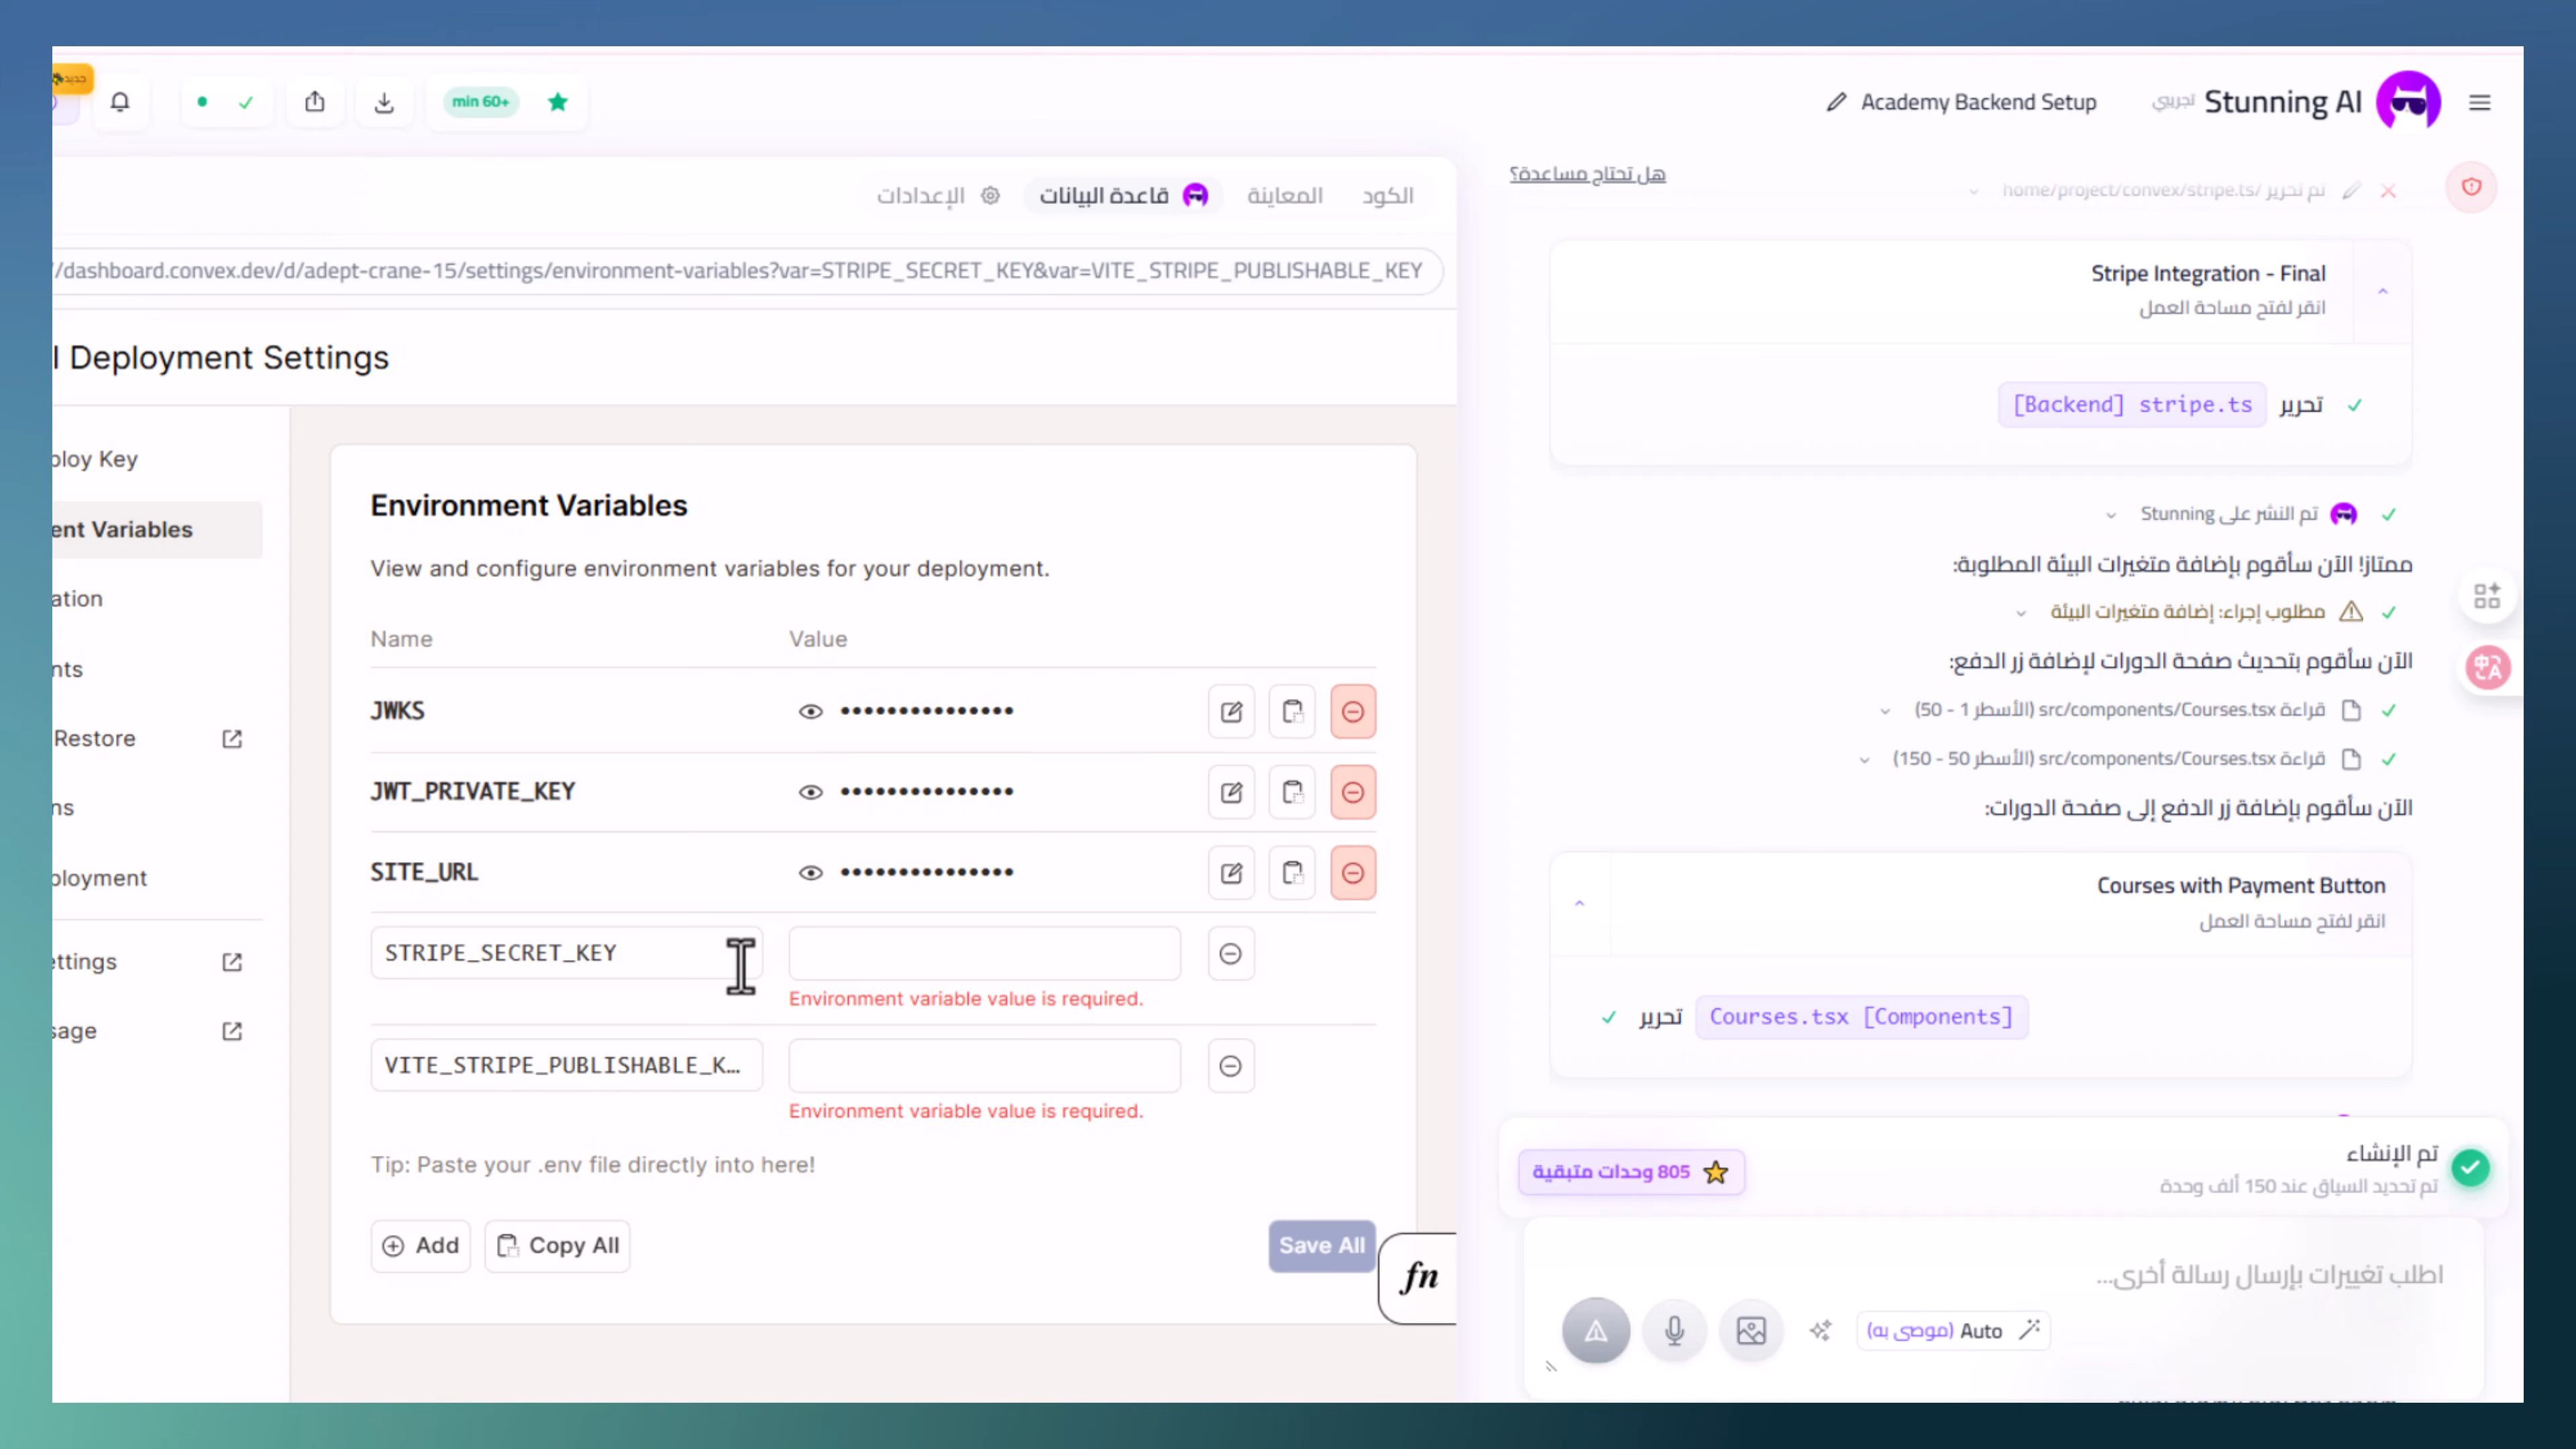 جديد
min 60+
Academy Backend Setup
Stunning AI تجريبي
الكود
المعاينة
قاعدة البيانات
الإعدادات
/dashboard.convex.dev/d/adept-crane-15/settings/environment-variables?var=STRIPE_SECRET_KEY&var=VITE_STRIPE_PUBLISHABLE_KEY
l Deployment Settings
ploy Key
ent Variables
ation
nts
Restore
ns
ployment
ettings
sage
Environment Variables
View and configure environment variables for your deployment.
Name Value
JWKS •••••••••••••••
JWT_PRIVATE_KEY •••••••••••••••
SITE_URL •••••••••••••••
STRIPE_SECRET_KEY
Environment variable value is required.
VITE_STRIPE_PUBLISHABLE_K...
Environment variable value is required.
Tip: Paste your .env file directly into here!
Add
Copy All
Save All
fn
هل تحتاج مساعدة؟
تم تحرير /home/project/convex/stripe.ts
Stripe Integration - Final
انقر لفتح مساحة العمل
تحرير [Backend] stripe.ts
تم النشر على Stunning
ممتاز! الآن سأقوم بإضافة متغيرات البيئة المطلوبة:
مطلوب إجراء: إضافة متغيرات البيئة
الآن سأقوم بتحديث صفحة الدورات لإضافة زر الدفع:
قراءة src/components/Courses.tsx (الأسطر 1 - 50)
قراءة src/components/Courses.tsx (الأسطر 50 - 150)
الآن سأقوم بإضافة زر الدفع إلى صفحة الدورات:
Courses with Payment Button
انقر لفتح مساحة العمل
تحرير Courses.tsx [Components]
تم الإنشاء
تم تحديد السياق عند 150 ألف وحدة
805 وحدات متبقية
اطلب تغييرات بإرسال رسالة أخرى...
Auto (موصى به)